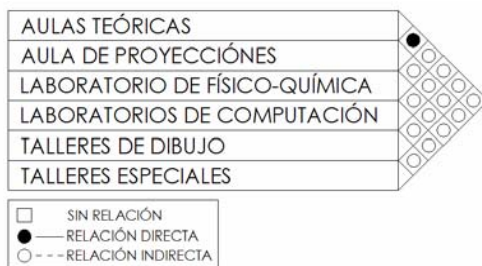 AULAS TEÓRICAS
AULA DE PROYECCIÓNES
LABORATORIO DE FÍSICO-QUÍMICA
LABORATORIOS DE COMPUTACIÓN
TALLERES DE DIBUJO
TALLERES ESPECIALES
SIN RELACIÓN
RELACIÓN DIRECTA
RELACIÓN INDIRECTA